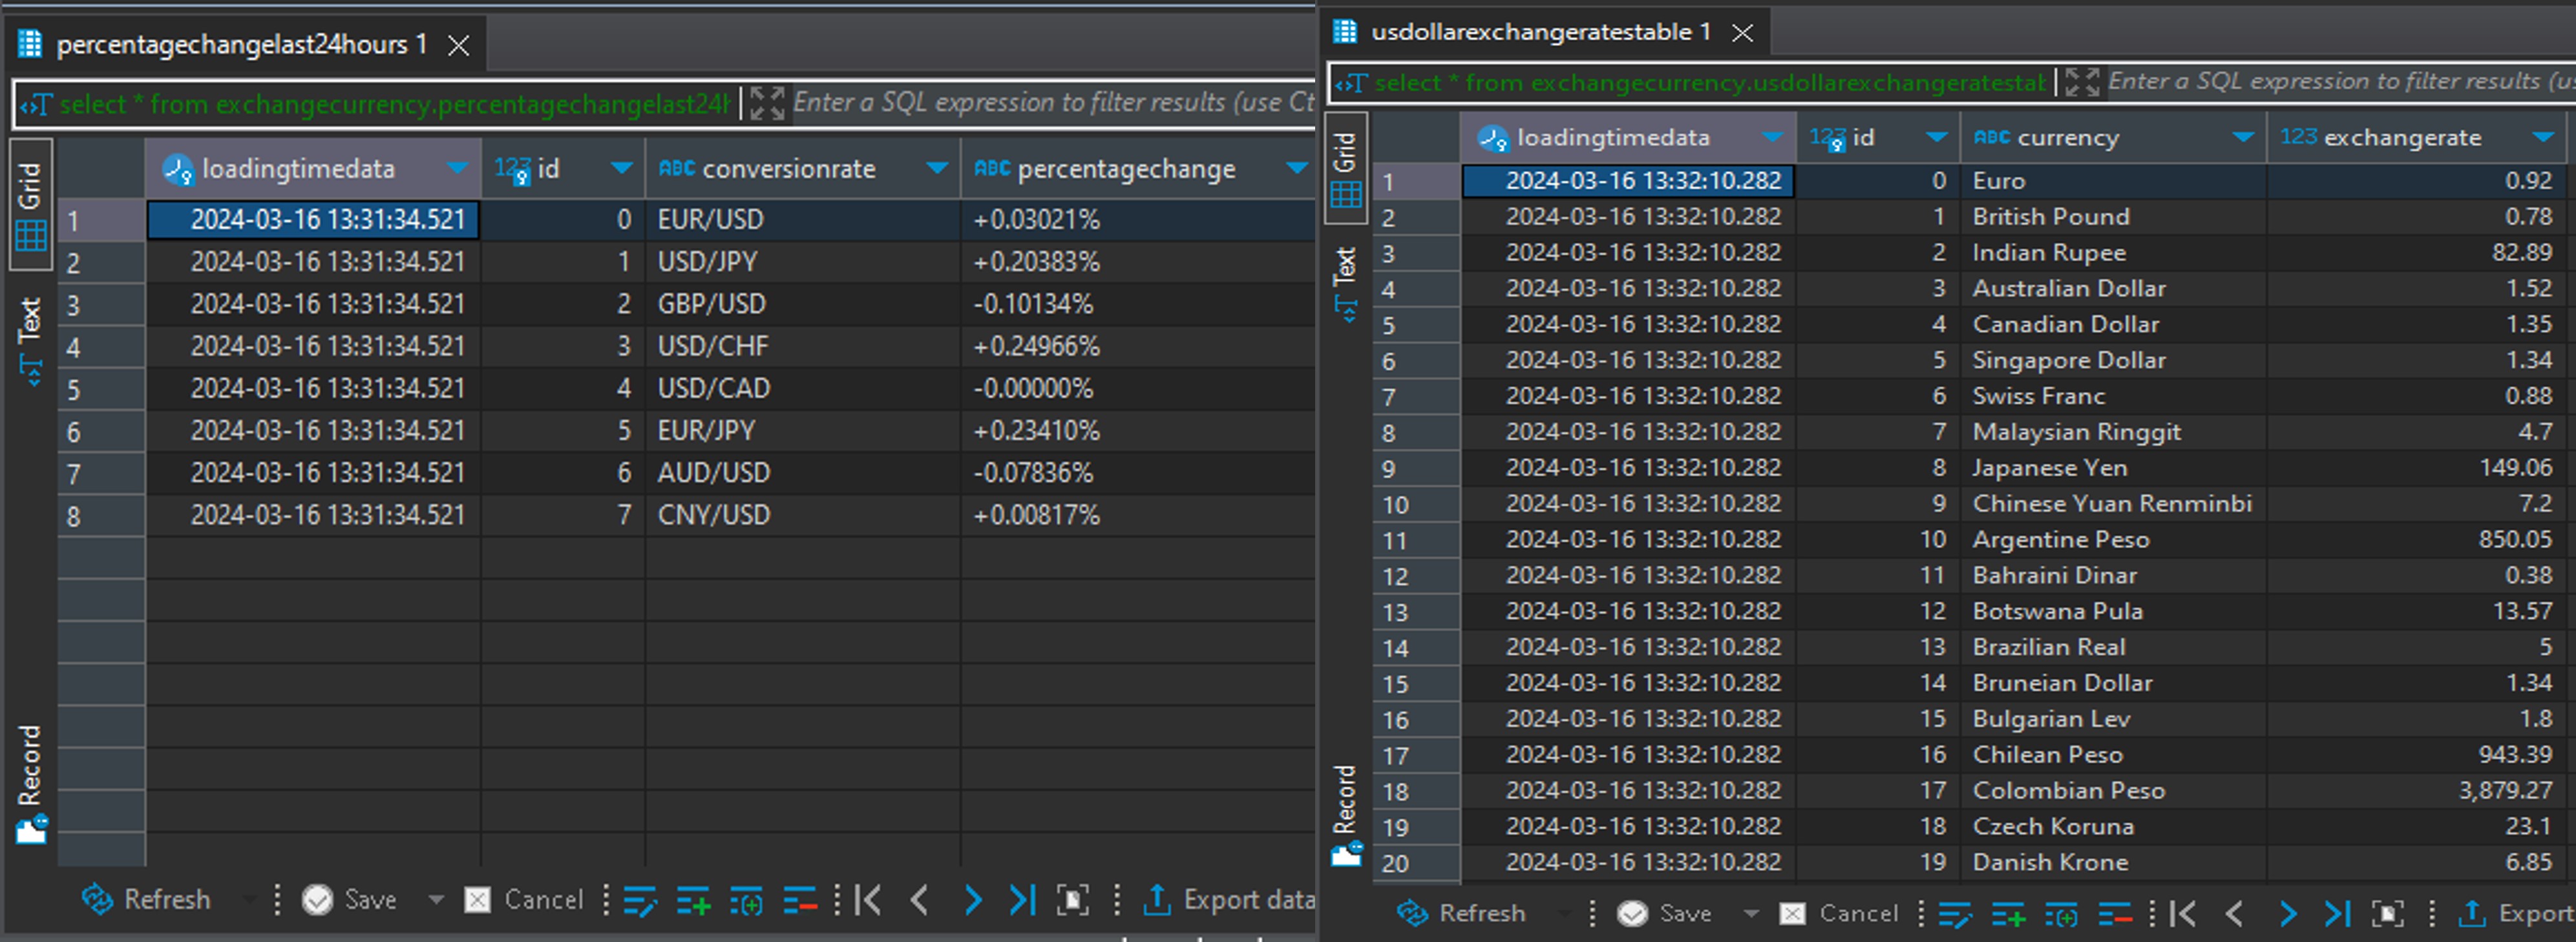 percentagechangelast24hours 1
select * from exchangecurrency.percentagechangelast24h Enter a SQL expression to filter results (use Ct
Grid
Text
Record
loadingtimedata 123 id ABC conversionrate ABC percentagechange
1 2024-03-16 13:31:34.521 0 EUR/USD +0.03021%
2 2024-03-16 13:31:34.521 1 USD/JPY +0.20383%
3 2024-03-16 13:31:34.521 2 GBP/USD -0.10134%
4 2024-03-16 13:31:34.521 3 USD/CHF +0.24966%
5 2024-03-16 13:31:34.521 4 USD/CAD -0.00000%
6 2024-03-16 13:31:34.521 5 EUR/JPY +0.23410%
7 2024-03-16 13:31:34.521 6 AUD/USD -0.07836%
8 2024-03-16 13:31:34.521 7 CNY/USD +0.00817%
Refresh Save Cancel Export data
usdollarexchangeratestable 1
select * from exchangecurrency.usdollarexchangeratestab Enter a SQL expression to filter results (us
Grid
Text
Record
loadingtimedata 123 id ABC currency 123 exchangerate
1 2024-03-16 13:32:10.282 0 Euro 0.92
2 2024-03-16 13:32:10.282 1 British Pound 0.78
3 2024-03-16 13:32:10.282 2 Indian Rupee 82.89
4 2024-03-16 13:32:10.282 3 Australian Dollar 1.52
5 2024-03-16 13:32:10.282 4 Canadian Dollar 1.35
6 2024-03-16 13:32:10.282 5 Singapore Dollar 1.34
7 2024-03-16 13:32:10.282 6 Swiss Franc 0.88
8 2024-03-16 13:32:10.282 7 Malaysian Ringgit 4.7
9 2024-03-16 13:32:10.282 8 Japanese Yen 149.06
10 2024-03-16 13:32:10.282 9 Chinese Yuan Renminbi 7.2
11 2024-03-16 13:32:10.282 10 Argentine Peso 850.05
12 2024-03-16 13:32:10.282 11 Bahraini Dinar 0.38
13 2024-03-16 13:32:10.282 12 Botswana Pula 13.57
14 2024-03-16 13:32:10.282 13 Brazilian Real 5
15 2024-03-16 13:32:10.282 14 Bruneian Dollar 1.34
16 2024-03-16 13:32:10.282 15 Bulgarian Lev 1.8
17 2024-03-16 13:32:10.282 16 Chilean Peso 943.39
18 2024-03-16 13:32:10.282 17 Colombian Peso 3,879.27
19 2024-03-16 13:32:10.282 18 Czech Koruna 23.1
20 2024-03-16 13:32:10.282 19 Danish Krone 6.85
Refresh Save Cancel Export